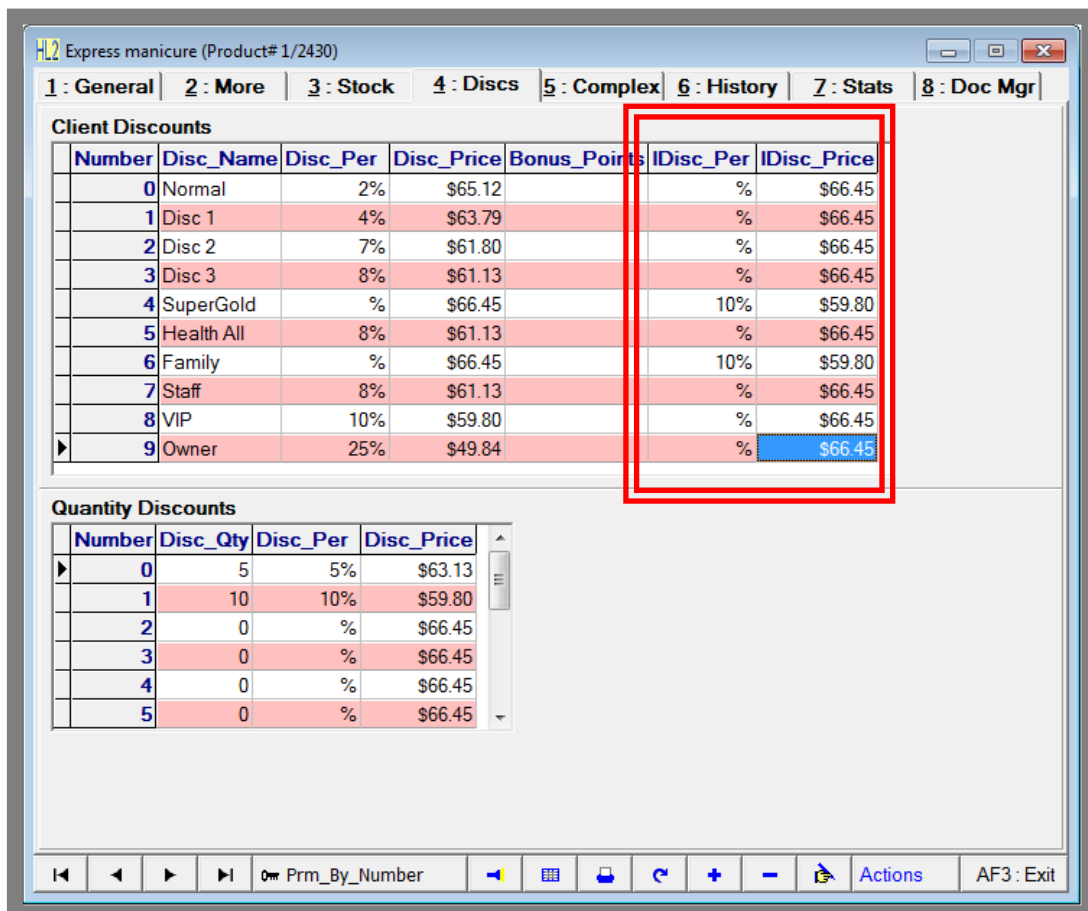 HL2 Express manicure (Product# 1/2430)
1 : General 2 : More 3 : Stock 4 : Discs 5 : Complex 6 : History 7 : Stats 8 : Doc Mgr
Client Discounts
Number Disc_Name Disc_Per Disc_Price Bonus_Points IDisc_Per IDisc_Price
0 Normal 2% $65.12 % $66.45
1 Disc 1 4% $63.79 % $66.45
2 Disc 2 7% $61.80 % $66.45
3 Disc 3 8% $61.13 % $66.45
4 SuperGold % $66.45 10% $59.80
5 Health All 8% $61.13 % $66.45
6 Family % $66.45 10% $59.80
7 Staff 8% $61.13 % $66.45
8 VIP 10% $59.80 % $66.45
9 Owner 25% $49.84 % $66.45
Quantity Discounts
Number Disc_Qty Disc_Per Disc_Price
0 5 5% $63.13
1 10 10% $59.80
2 0 % $66.45
3 0 % $66.45
4 0 % $66.45
5 0 % $66.45
Prm_By_Number Actions AF3 : Exit